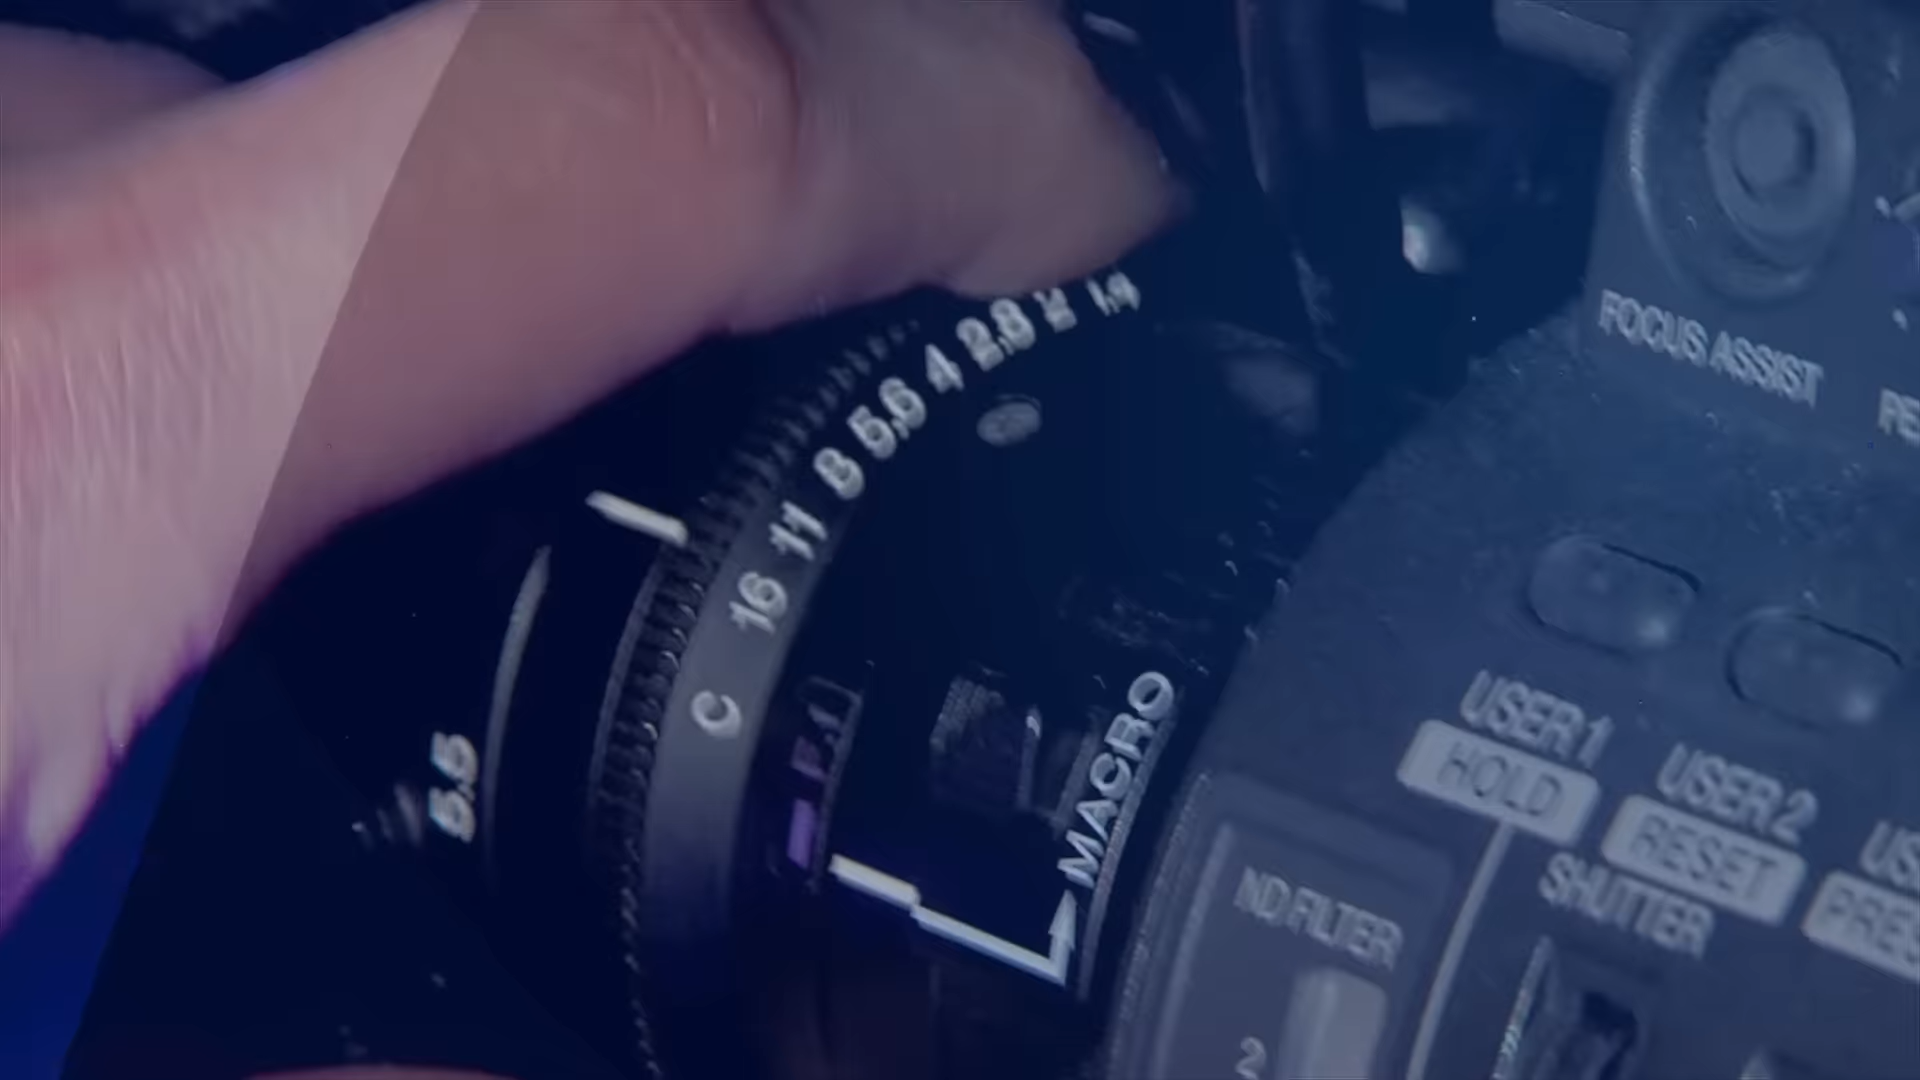 FOCUS ASSIST
1.4
2
2.8
4
5.6
8
11
16
C
5.5
MACRO
USER 1
HOLD
USER 2
RESET
ND FILTER
SHUTTER
2